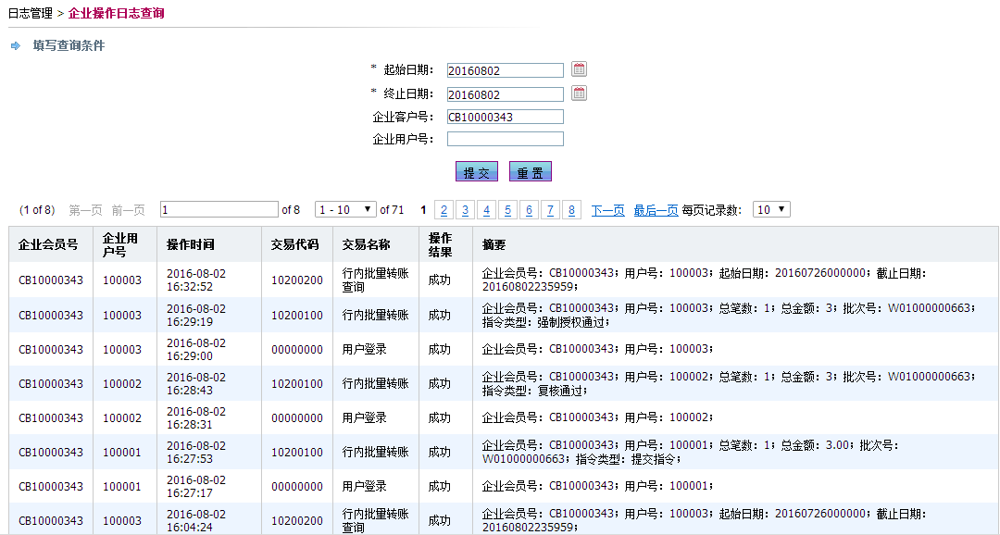 日志管理 > 企业操作日志查询
填写查询条件
* 起始日期： 20160802
* 终止日期： 20160802
企业客户号： CB10000343
企业用户号：
提 交 重 置
(1 of 8) 第一页 前一页 1 of 8 1 - 10 of 71 1 2 3 4 5 6 7 8 下一页 最后一页 每页记录数： 10
企业会员号 企业用户号 操作时间 交易代码 交易名称 操作结果 摘要
CB10000343 100003 2016-08-02 16:32:52 10200200 行内批量转账查询 成功 企业会员号：CB10000343；用户号：100003；起始日期：20160726000000；截止日期：
20160802235959；
CB10000343 100003 2016-08-02 16:29:19 10200100 行内批量转账 成功 企业会员号：CB10000343；用户号：100003；总笔数：1；总金额：3；批次号：W01000000663；
指令类型：强制授权通过；
CB10000343 100003 2016-08-02 16:29:00 00000000 用户登录 成功 企业会员号：CB10000343；用户号：100003；
CB10000343 100002 2016-08-02 16:28:43 10200100 行内批量转账 成功 企业会员号：CB10000343；用户号：100002；总笔数：1；总金额：3；批次号：W01000000663；
指令类型：复核通过；
CB10000343 100002 2016-08-02 16:28:31 00000000 用户登录 成功 企业会员号：CB10000343；用户号：100002；
CB10000343 100001 2016-08-02 16:27:53 10200100 行内批量转账 成功 企业会员号：CB10000343；用户号：100001；总笔数：1；总金额：3.00；批次号：
W01000000663；指令类型：提交指令；
CB10000343 100001 2016-08-02 16:27:17 00000000 用户登录 成功 企业会员号：CB10000343；用户号：100001；
CB10000343 100003 2016-08-02 16:04:24 10200200 行内批量转账查询 成功 企业会员号：CB10000343；用户号：100003；起始日期：20160726000000；截止日期：
20160802235959；